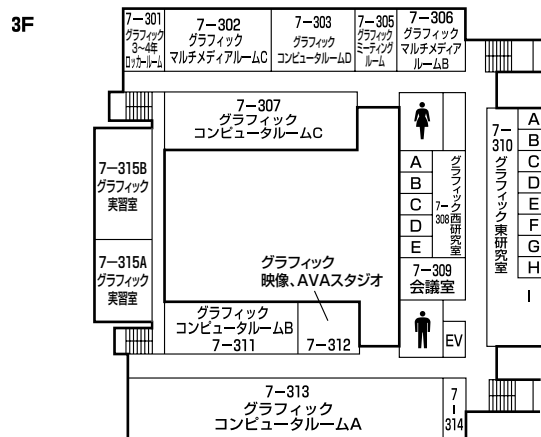 3F
7-301
グラフィック
3~4年
ロッカールーム
7-302
グラフィック
マルチメディアルームC
7-303
グラフィック
コンピュータルームD
7-305
グラフィック
ミーティング
ルーム
7-306
グラフィック
マルチメディア
ルームB
7-307
グラフィック
コンピュータルームC
7-315B
グラフィック
実習室
7-315A
グラフィック
実習室
A
B
C
D
E
7-308
グラフィック西研究室
7-309
会議室
7-310
グラフィック東研究室
A
B
C
D
E
F
G
H
I
グラフィック
映像、AVAスタジオ
グラフィック
コンピュータルームB
7-311
7-312
EV
7-313
グラフィック
コンピュータルームA
7-314